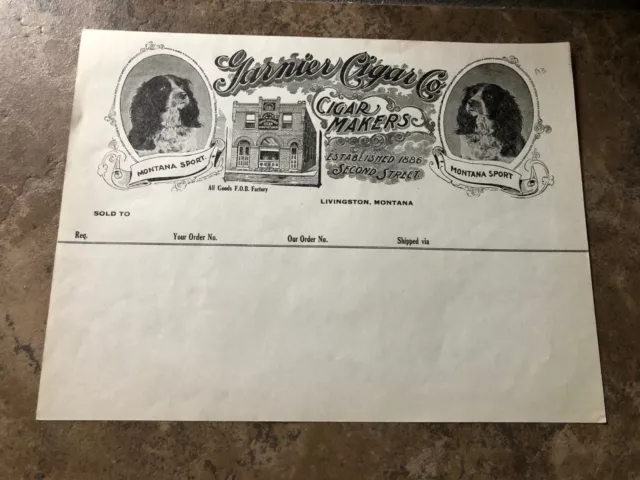 Garnier Cigar Co.
CIGAR MAKERS
ESTABLISHED 1886
SECOND STREET
MONTANA SPORT.
MONTANA SPORT
All Goods F.O.B. Factory
LIVINGSTON, MONTANA
SOLD TO
Req. Your Order No. Our Order No. Shipped via